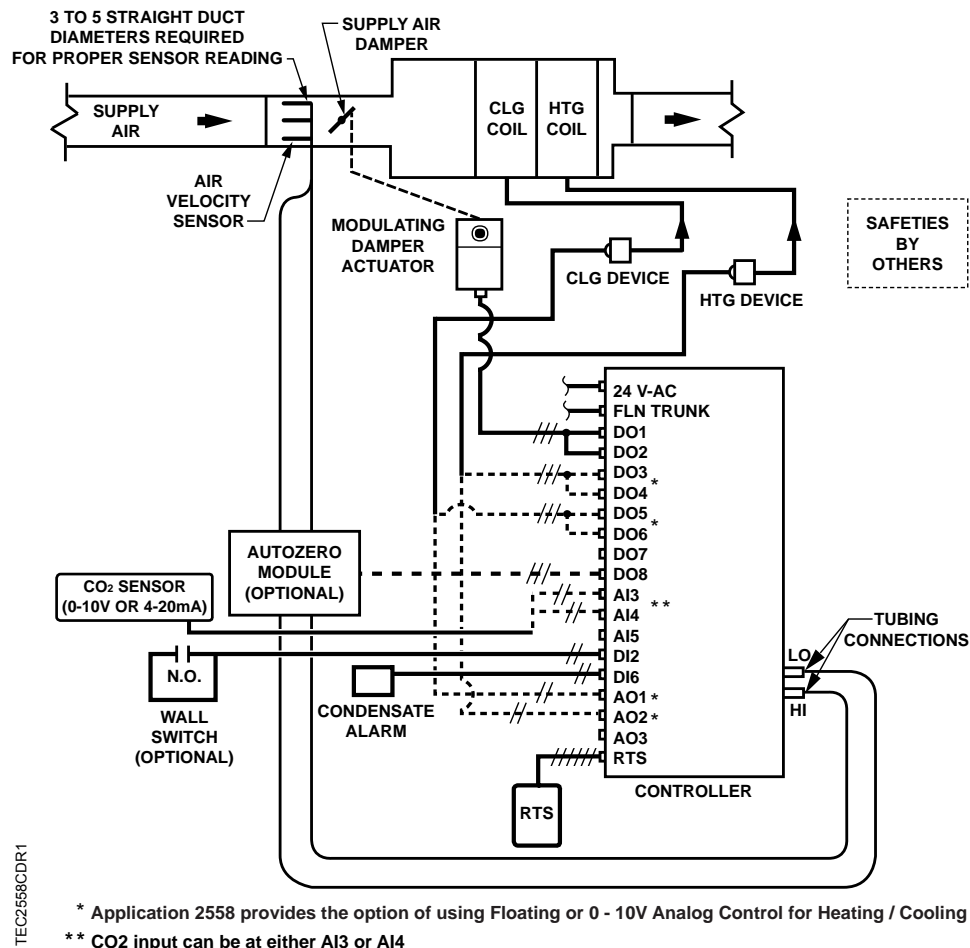 3 TO 5 STRAIGHT DUCT
DIAMETERS REQUIRED
FOR PROPER SENSOR READING
SUPPLY AIR
DAMPER
SUPPLY
AIR
CLG
COIL
HTG
COIL
AIR
VELOCITY
SENSOR
MODULATING
DAMPER
ACTUATOR
CLG DEVICE
HTG DEVICE
SAFETIES
BY
OTHERS
24 V-AC
FLN TRUNK
DO1
DO2
DO3
DO4
*
DO5
DO6
*
DO7
DO8
AI3
AI4
**
AI5
DI2
DI6
AO1 *
AO2 *
AO3
RTS
CONTROLLER
AUTOZERO
MODULE
(OPTIONAL)
CO2 SENSOR
(0-10V OR 4-20mA)
N.O.
WALL
SWITCH
(OPTIONAL)
CONDENSATE
ALARM
RTS
TUBING
CONNECTIONS
LO
HI
TEC2558CDR1
* Application 2558 provides the option of using Floating or 0 - 10V Analog Control for Heating / Cooling
** CO2 input can be at either AI3 or AI4